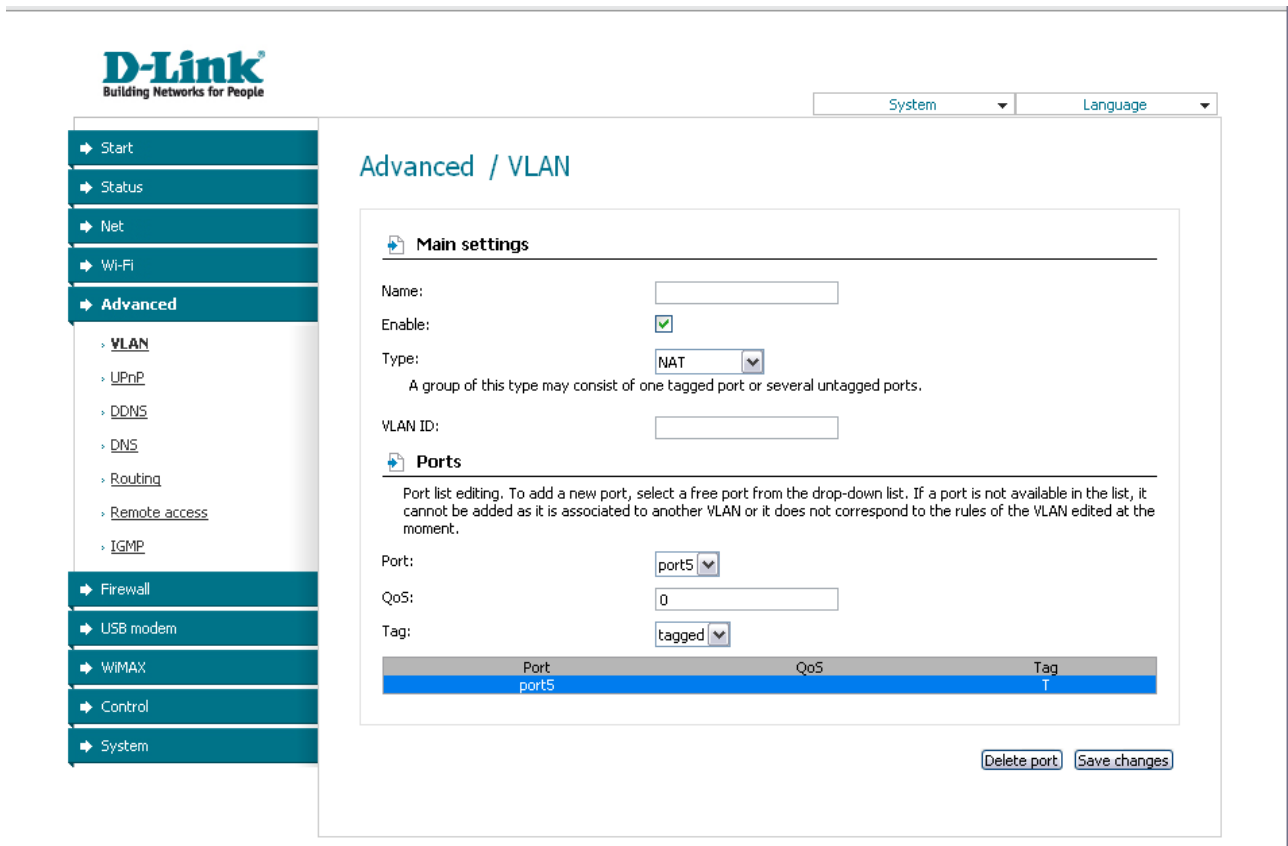 D-Link
Building Networks for People
System
Language
Start
Status
Net
Wi-Fi
Advanced
VLAN
UPnP
DDNS
DNS
Routing
Remote access
IGMP
Firewall
USB modem
WiMAX
Control
System
Advanced / VLAN
Main settings
Name:
Enable:
Type: NAT
A group of this type may consist of one tagged port or several untagged ports.
VLAN ID:
Ports
Port list editing. To add a new port, select a free port from the drop-down list. If a port is not available in the list, it
cannot be added as it is associated to another VLAN or it does not correspond to the rules of the VLAN edited at the
moment.
Port: port5
QoS: 0
Tag: tagged
Port QoS Tag
port5 T
Delete port Save changes